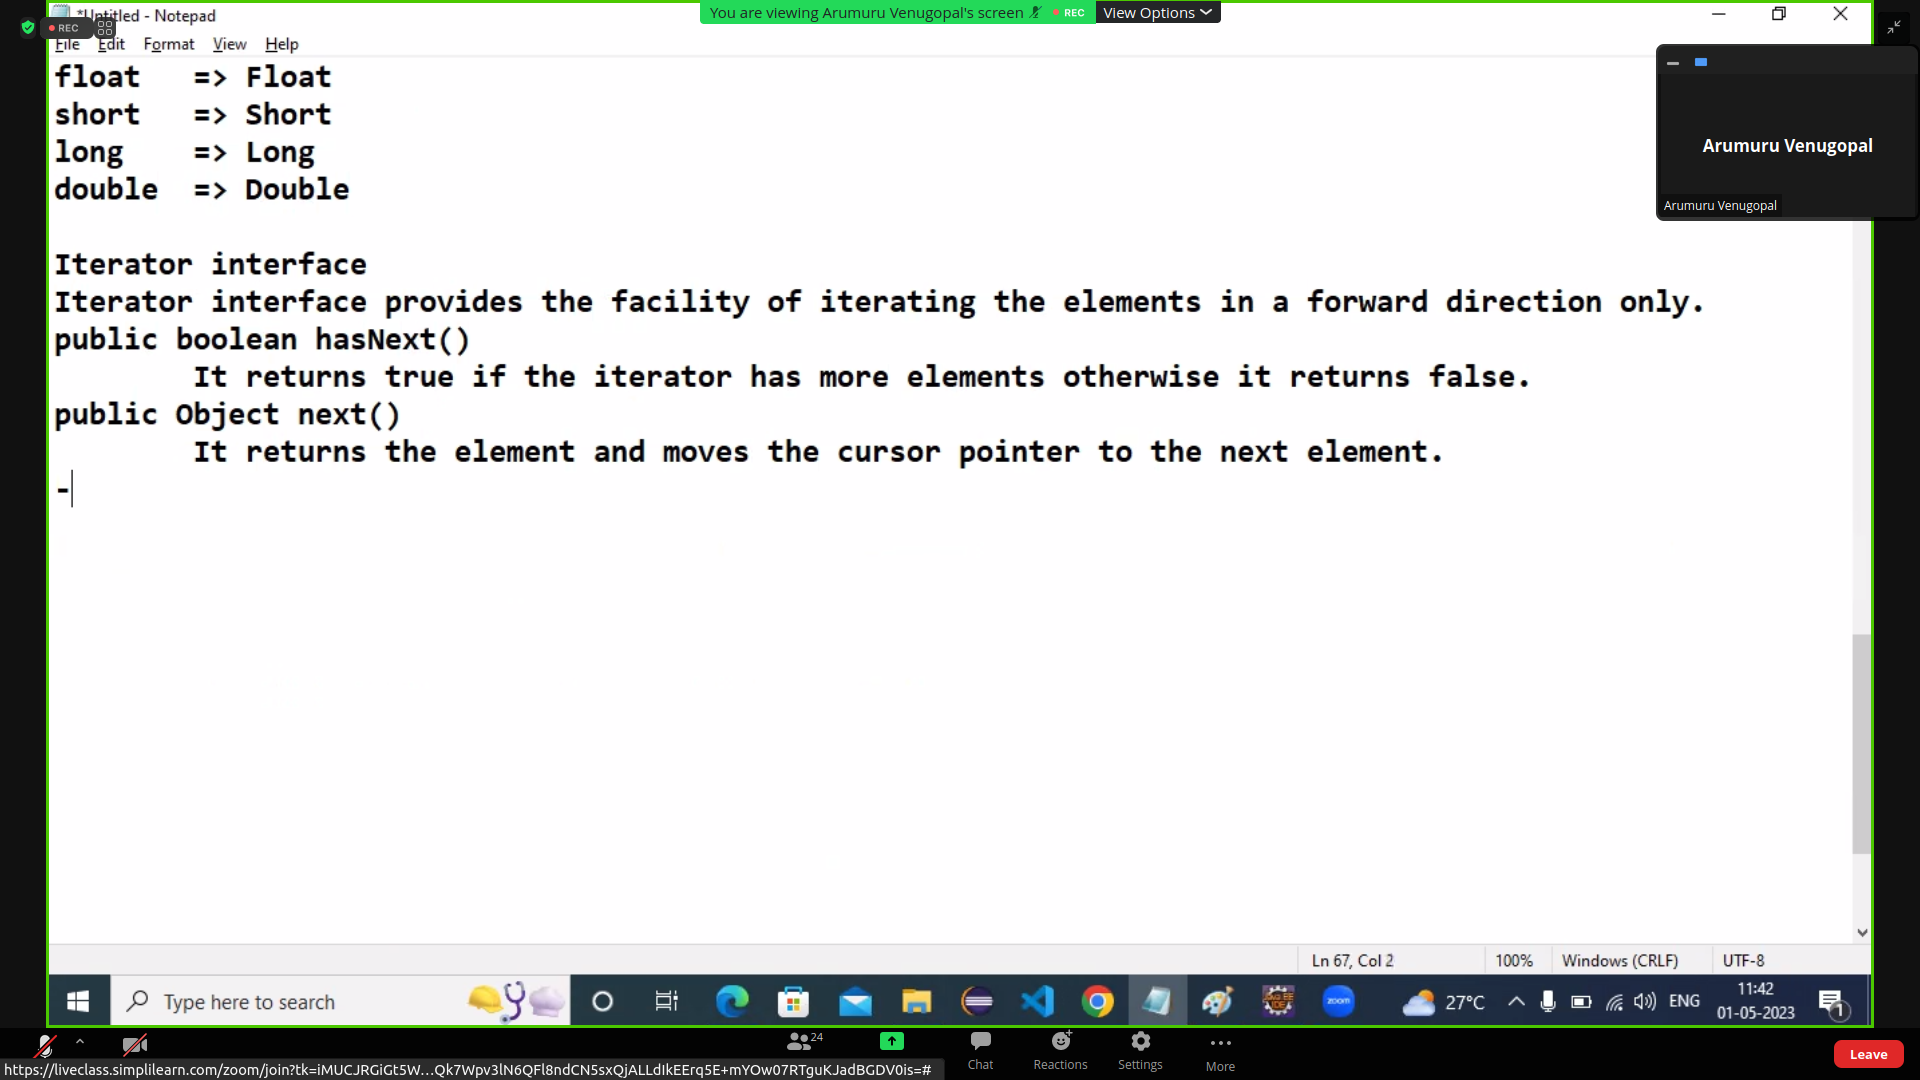 *Untitled - Notepad
You are viewing Arumuru Venugopal's screen REC View Options
REC
File Edit Format View Help
float => Float
short => Short
long => Long
double => Double
Arumuru Venugopal
Arumuru Venugopal
Iterator interface
Iterator interface provides the facility of iterating the elements in a forward direction only.
public boolean hasNext()
It returns true if the iterator has more elements otherwise it returns false.
public Object next()
It returns the element and moves the cursor pointer to the next element.
-
Ln 67, Col 2 100% Windows (CRLF) UTF-8
Type here to search
zoom
27°C ENG
11:42
01-05-2023
1
24
Chat Reactions Settings More
Leave
https://liveclass.simplilearn.com/zoom/join?tk=iMUCJRGiGt5W...Qk7Wpv3lN6QFl8ndCN5sxQjALLdIkEErq5E+mYOw07RTguKJadBGDV0is=#